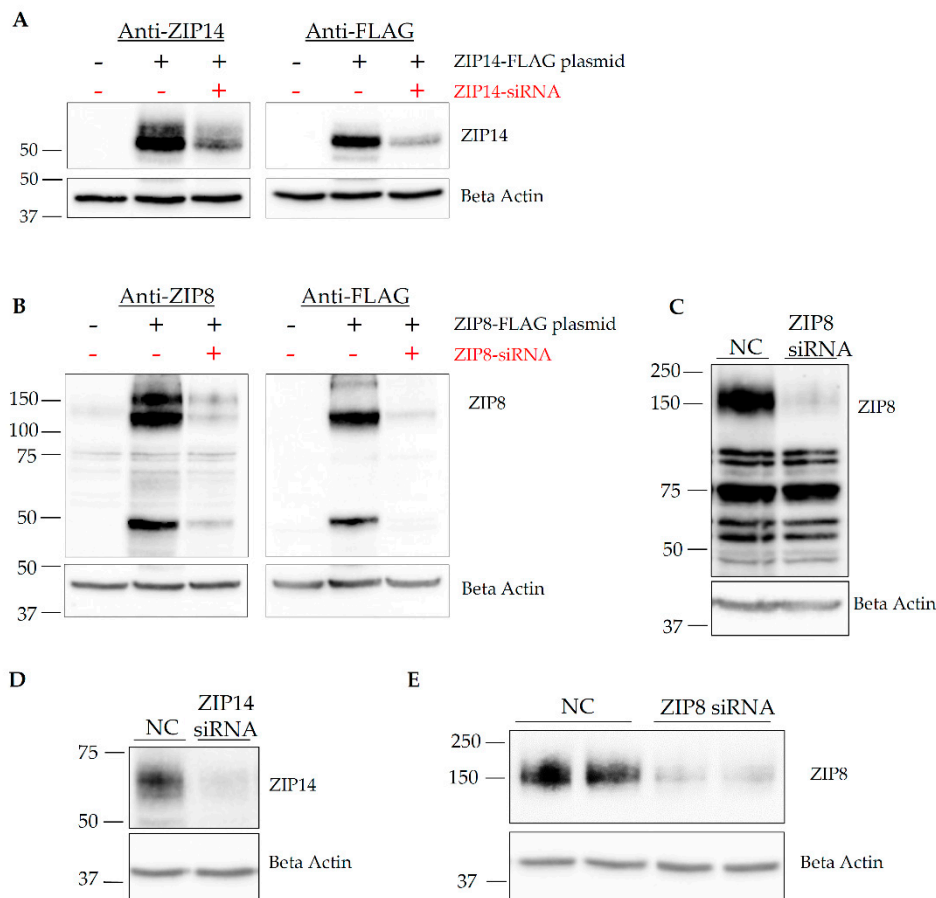 A
Anti-ZIP14 Anti-FLAG
- + + - + + ZIP14-FLAG plasmid
- - + - - + ZIP14-siRNA
ZIP14
50
50
Beta Actin
37
B
Anti-ZIP8 Anti-FLAG
- + + - + + ZIP8-FLAG plasmid
- - + - - + ZIP8-siRNA
150
ZIP8
100
75
50
50
Beta Actin
37
C
ZIP8
NC siRNA
250
150
ZIP8
75
50
Beta Actin
37
D
ZIP14
NC siRNA
75
ZIP14
50
Beta Actin
37
E
NC ZIP8 siRNA
250
150
ZIP8
Beta Actin
37